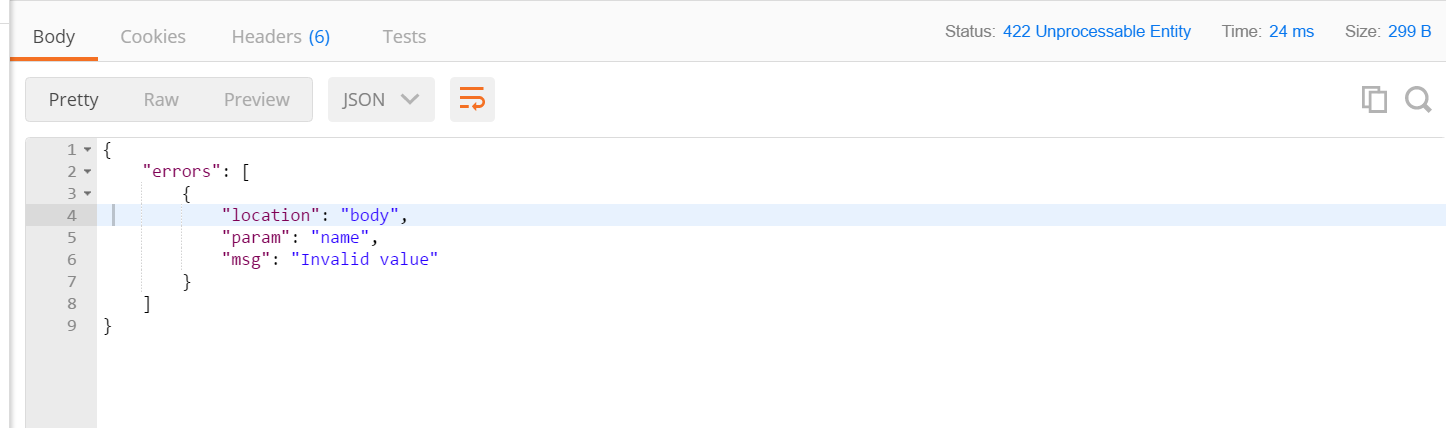 Body Cookies Headers (6) Tests Status: 422 Unprocessable Entity Time: 24 ms Size: 299 B
Pretty Raw Preview JSON
1 {
2 "errors": [
3 {
4 "location": "body",
5 "param": "name",
6 "msg": "Invalid value"
7 }
8 ]
9 }